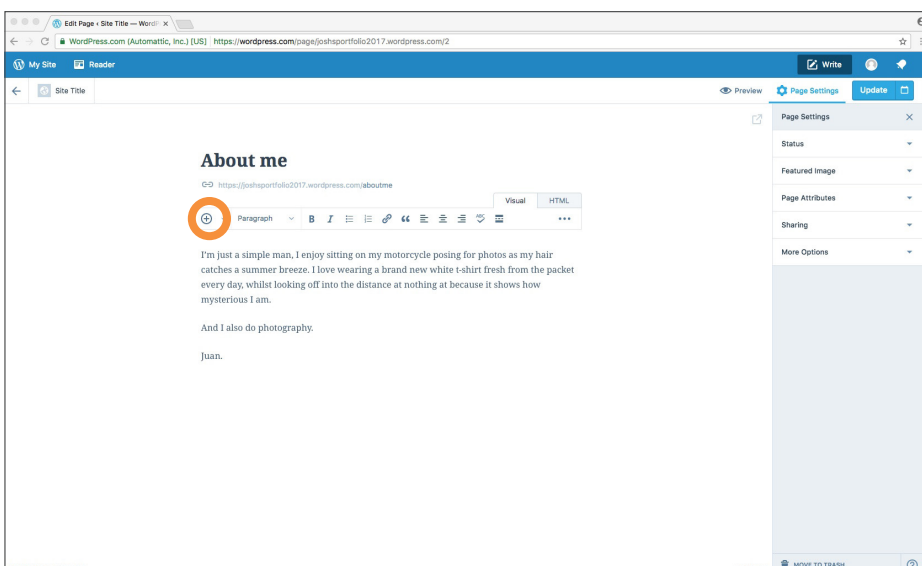 Edit Page ‹ Site Title — WordP
WordPress.com (Automattic, Inc.) [US] https://wordpress.com/page/joshsportfolio2017.wordpress.com/2
My Site Reader Write
Site Title Preview Page Settings Update
Page Settings
Status
Featured Image
Page Attributes
Sharing
More Options
About me
https://joshsportfolio2017.wordpress.com/aboutme
Visual HTML
Paragraph B I ABC
I'm just a simple man, I enjoy sitting on my motorcycle posing for photos as my hair
catches a summer breeze. I love wearing a brand new white t-shirt fresh from the packet
every day, whilst looking off into the distance at nothing at because it shows how
mysterious I am.
And I also do photography.
Juan.
MOVE TO TRASH